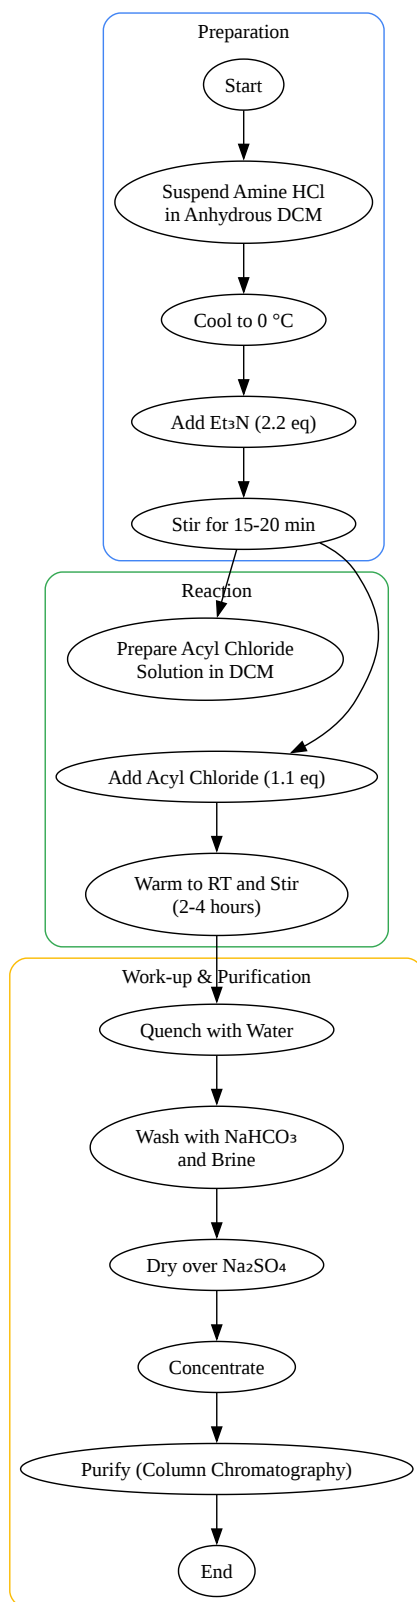 Preparation
Start
Suspend Amine HCl
in Anhydrous DCM
Cool to 0 °C
Add Et₃N (2.2 eq)
Stir for 15-20 min
Reaction
Prepare Acyl Chloride
Solution in DCM
Add Acyl Chloride (1.1 eq)
Warm to RT and Stir
(2-4 hours)
Work-up & Purification
Quench with Water
Wash with NaHCO₃
and Brine
Dry over Na₂SO₄
Concentrate
Purify (Column Chromatography)
End